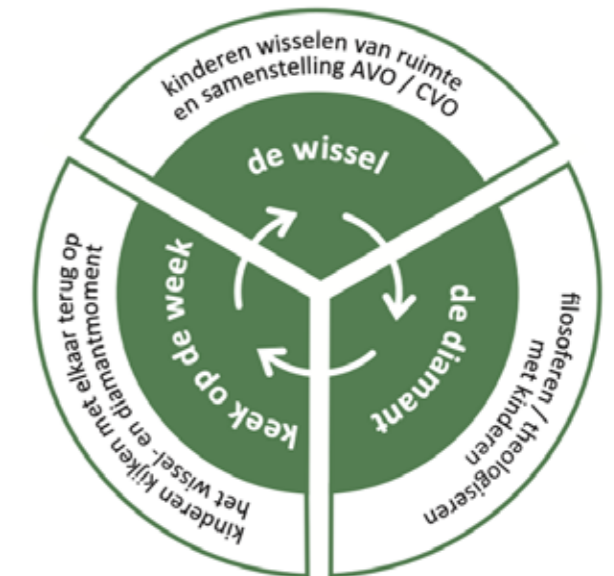 kinderen wisselen van ruimte
en samenstelling AVO / CVO
de wissel
de diamant
filosoferen / theologiseren
met kinderen
keek op de week
kinderen kijken met elkaar terug op
het wissel- en diamantmoment